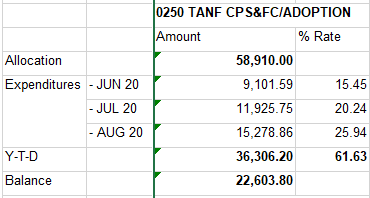 0250 TANF CPS&FC/ADOPTION
Amount % Rate
Allocation 58,910.00
Expenditures - JUN 20 9,101.59 15.45
- JUL 20 11,925.75 20.24
- AUG 20 15,278.86 25.94
Y-T-D 36,306.20 61.63
Balance 22,603.80